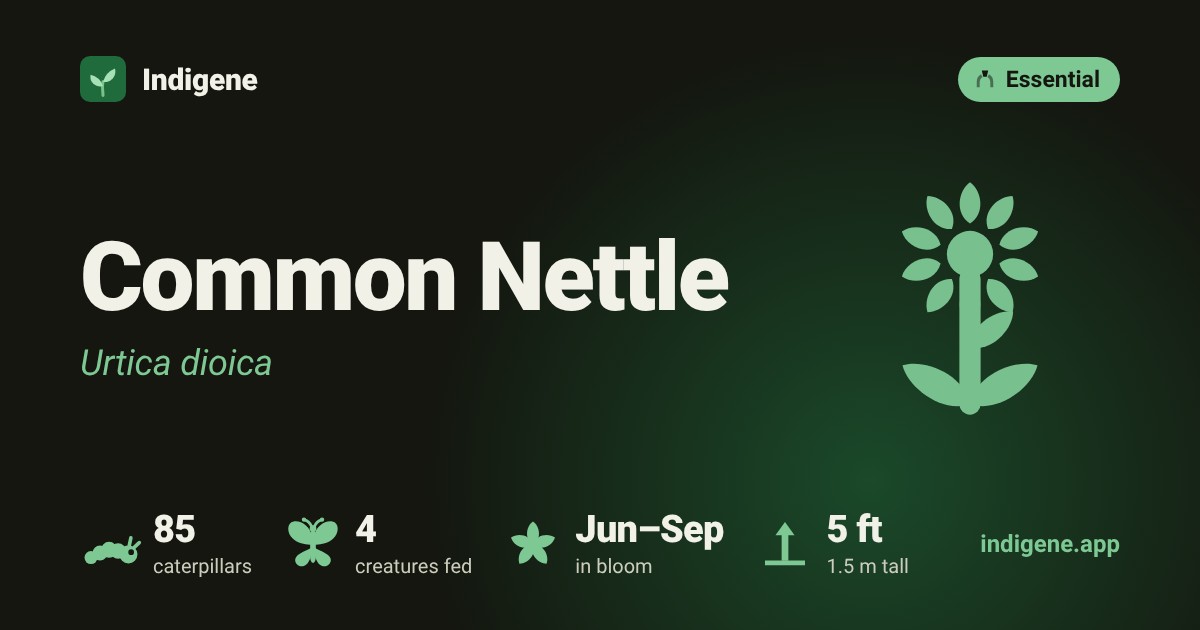 Indigene
Essential
Common Nettle
Urtica dioica
85
caterpillars
4
creatures fed
Jun–Sep
in bloom
5 ft
1.5 m tall
indigene.app